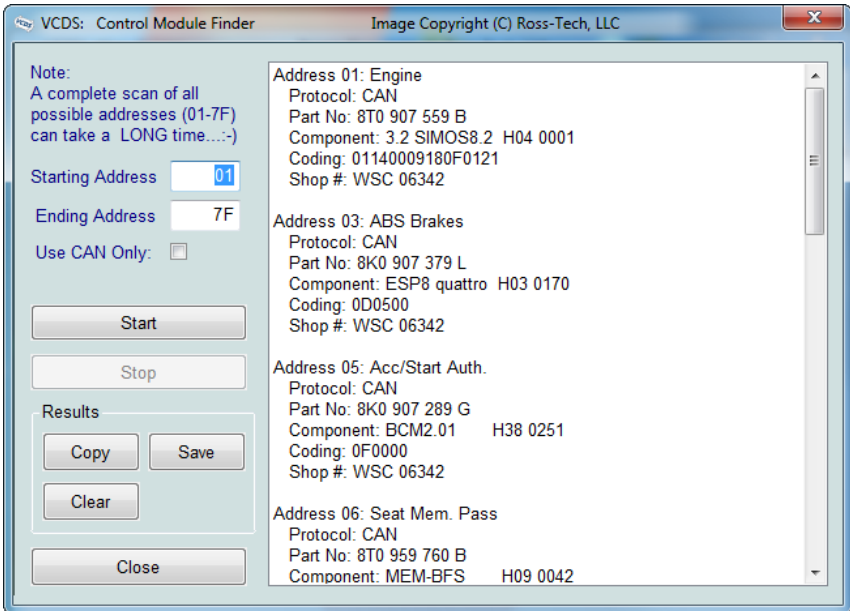 VCDS: Control Module Finder
Image Copyright (C) Ross-Tech, LLC
Note:
A complete scan of all
possible addresses (01-7F)
can take a LONG time...:-)
Starting Address 01
Ending Address 7F
Use CAN Only:
Start
Stop
Results
Copy Save
Clear
Close
Address 01: Engine
Protocol: CAN
Part No: 8T0 907 559 B
Component: 3.2 SIMOS8.2 H04 0001
Coding: 01140009180F0121
Shop #: WSC 06342
Address 03: ABS Brakes
Protocol: CAN
Part No: 8K0 907 379 L
Component: ESP8 quattro H03 0170
Coding: 0D0500
Shop #: WSC 06342
Address 05: Acc/Start Auth.
Protocol: CAN
Part No: 8K0 907 289 G
Component: BCM2.01 H38 0251
Coding: 0F0000
Shop #: WSC 06342
Address 06: Seat Mem. Pass
Protocol: CAN
Part No: 8T0 959 760 B
Component: MEM-BFS H09 0042